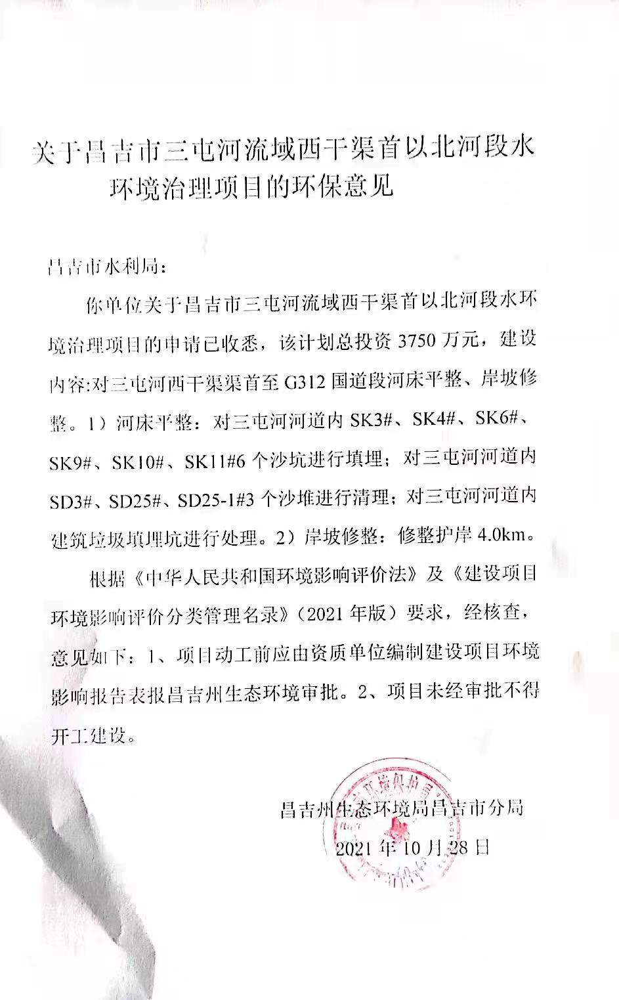 关于昌吉市三屯河流域西干渠首以北河段水
环境治理项目的环保意见
昌吉市水利局：
你单位关于昌吉市三屯河流域西干渠首以北河段水环
境治理项目的申请已收悉，该计划总投资 3750 万元，建设
内容:对三屯河西干渠渠首至 G312 国道段河床平整、岸坡修
整。1）河床平整：对三屯河河道内 SK3#、SK4#、SK6#、
SK9#、SK10#、SK11#6 个沙坑进行填埋；对三屯河河道内
SD3#、SD25#、SD25-1#3 个沙堆进行清理；对三屯河河道内
建筑垃圾填埋坑进行处理。2）岸坡修整：修整护岸 4.0km。
根据《中华人民共和国环境影响评价法》及《建设项目
环境影响评价分类管理名录》（2021 年版）要求，经核查，
意见如下：1、项目动工前应由资质单位编制建设项目环境
影响报告表报昌吉州生态环境审批。2、项目未经审批不得
开工建设。
环境保护局
昌吉州生态环境局昌吉市分局
2021 年 10 月 28 日